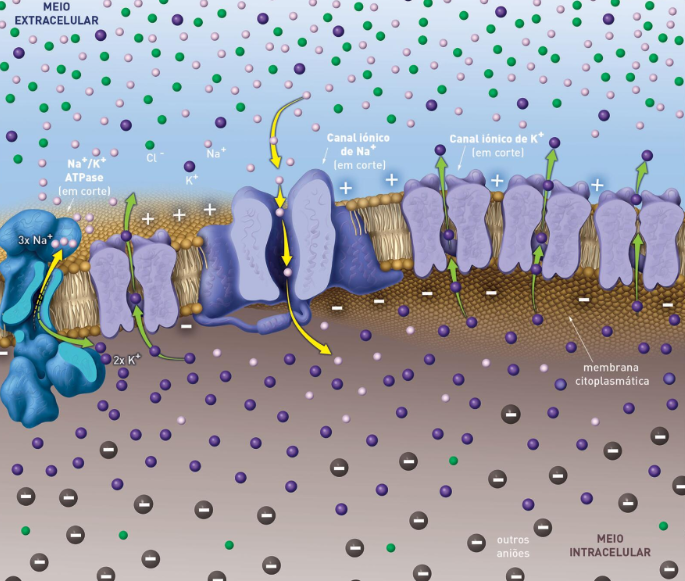 MEIO
EXTRACELULAR
Na⁺/K⁺
ATPase
(em corte)
Cl⁻
K⁺
Na⁺
Canal iónico
de Na⁺
(em corte)
Canal iónico de K⁺
(em corte)
3x Na⁺
2x K⁺
membrana
citoplasmática
outros
aniões
MEIO
INTRACELULAR